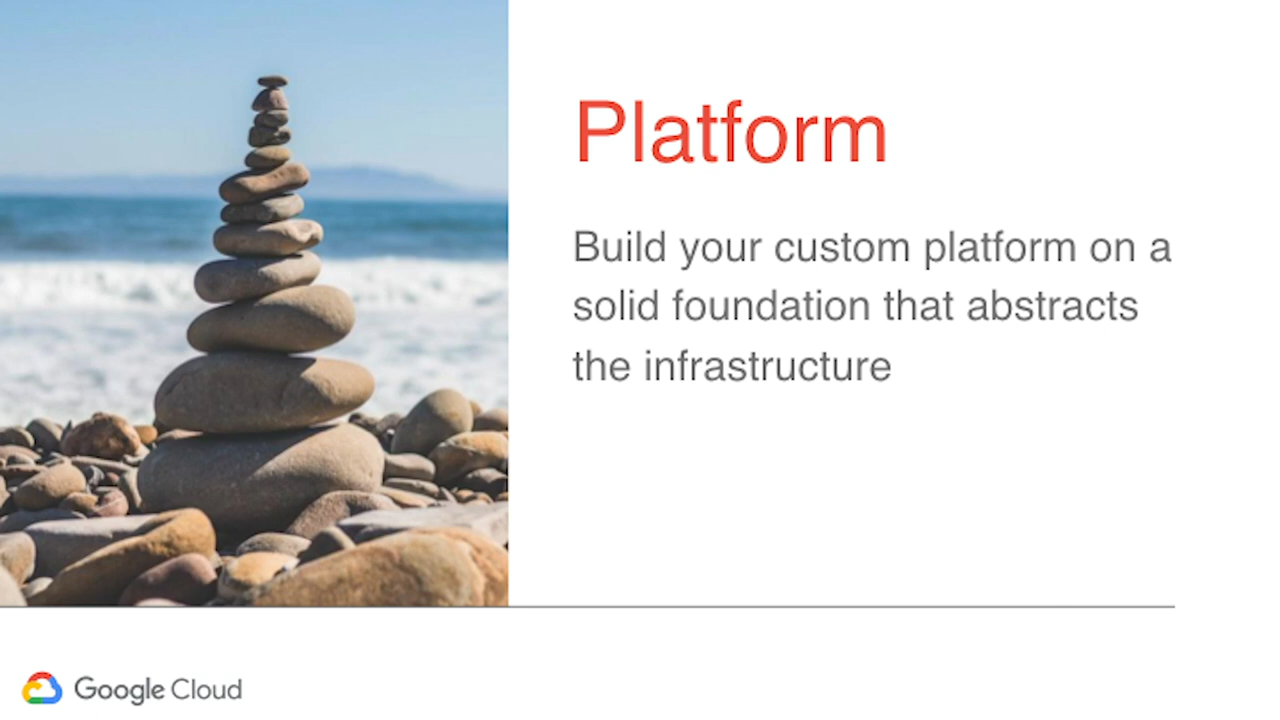 Platform
Build your custom platform on a
solid foundation that abstracts
the infrastructure
Google Cloud